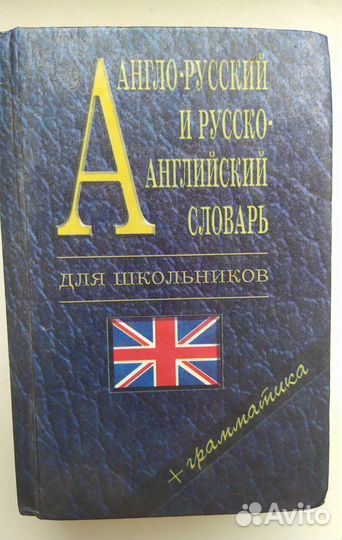 АНГЛО-РУССКИЙ
И РУССКО-
АНГЛИЙСКИЙ
СЛОВАРЬ
ДЛЯ ШКОЛЬНИКОВ
+ грамматика
Avito